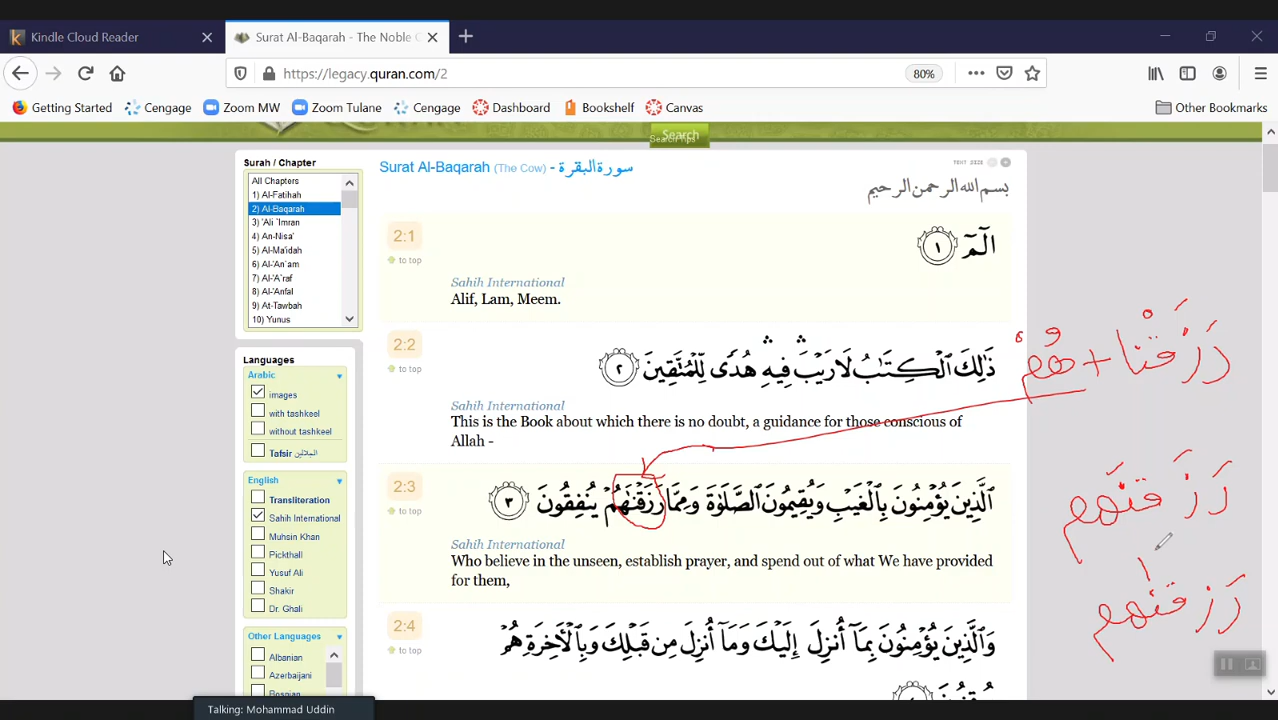 Kindle Cloud Reader
Surat Al-Baqarah - The Noble
https://legacy.quran.com/2
80%
Getting Started
Cengage
Zoom MW
Zoom Tulane
Cengage
Dashboard
Bookshelf
Canvas
Other Bookmarks
Search
Search Tips
Surah / Chapter
All Chapters
1) Al-Fatihah
2) Al-Baqarah
3) 'Ali `Imran
4) An-Nisa'
5) Al-Ma'idah
6) Al-'An`am
7) Al-'A`raf
8) Al-'Anfal
9) At-Tawbah
10) Yunus
Languages
Arabic
images
with tashkeel
without tashkeel
Tafsir الجلالين
English
Transliteration
Sahih International
Muhsin Khan
Pickthall
Yusuf Ali
Shakir
Dr. Ghali
Other Languages
Albanian
Azerbaijani
Bosnian
Surat Al-Baqarah (The Cow) - سورة البقرة
TEXT SIZE
بسم الله الرحمن الرحيم
2:1
to top
الٓمٓ ١
Sahih International
Alif, Lam, Meem.
2:2
to top
ذَٰلِكَ ٱلْكِتَٰبُ لَا رَيْبَ ۛ فِيهِ ۛ هُدًى لِّلْمُتَّقِينَ ٢
Sahih International
This is the Book about which there is no doubt, a guidance for those conscious of
Allah -
2:3
to top
ٱلَّذِينَ يُؤْمِنُونَ بِٱلْغَيْبِ وَيُقِيمُونَ ٱلصَّلَوٰةَ وَمِمَّا رَزَقْنَٰهُمْ يُنفِقُونَ ٣
Sahih International
Who believe in the unseen, establish prayer, and spend out of what We have provided
for them,
2:4
to top
وَٱلَّذِينَ يُؤْمِنُونَ بِمَآ أُنزِلَ إِلَيْكَ وَمَآ أُنزِلَ مِن قَبْلِكَ وَبِٱلْءَاخِرَةِ هُمْ
رَزَقْنَا + هُم
رَزَقنَهُم
رَزقنهم
Talking: Mohammad Uddin